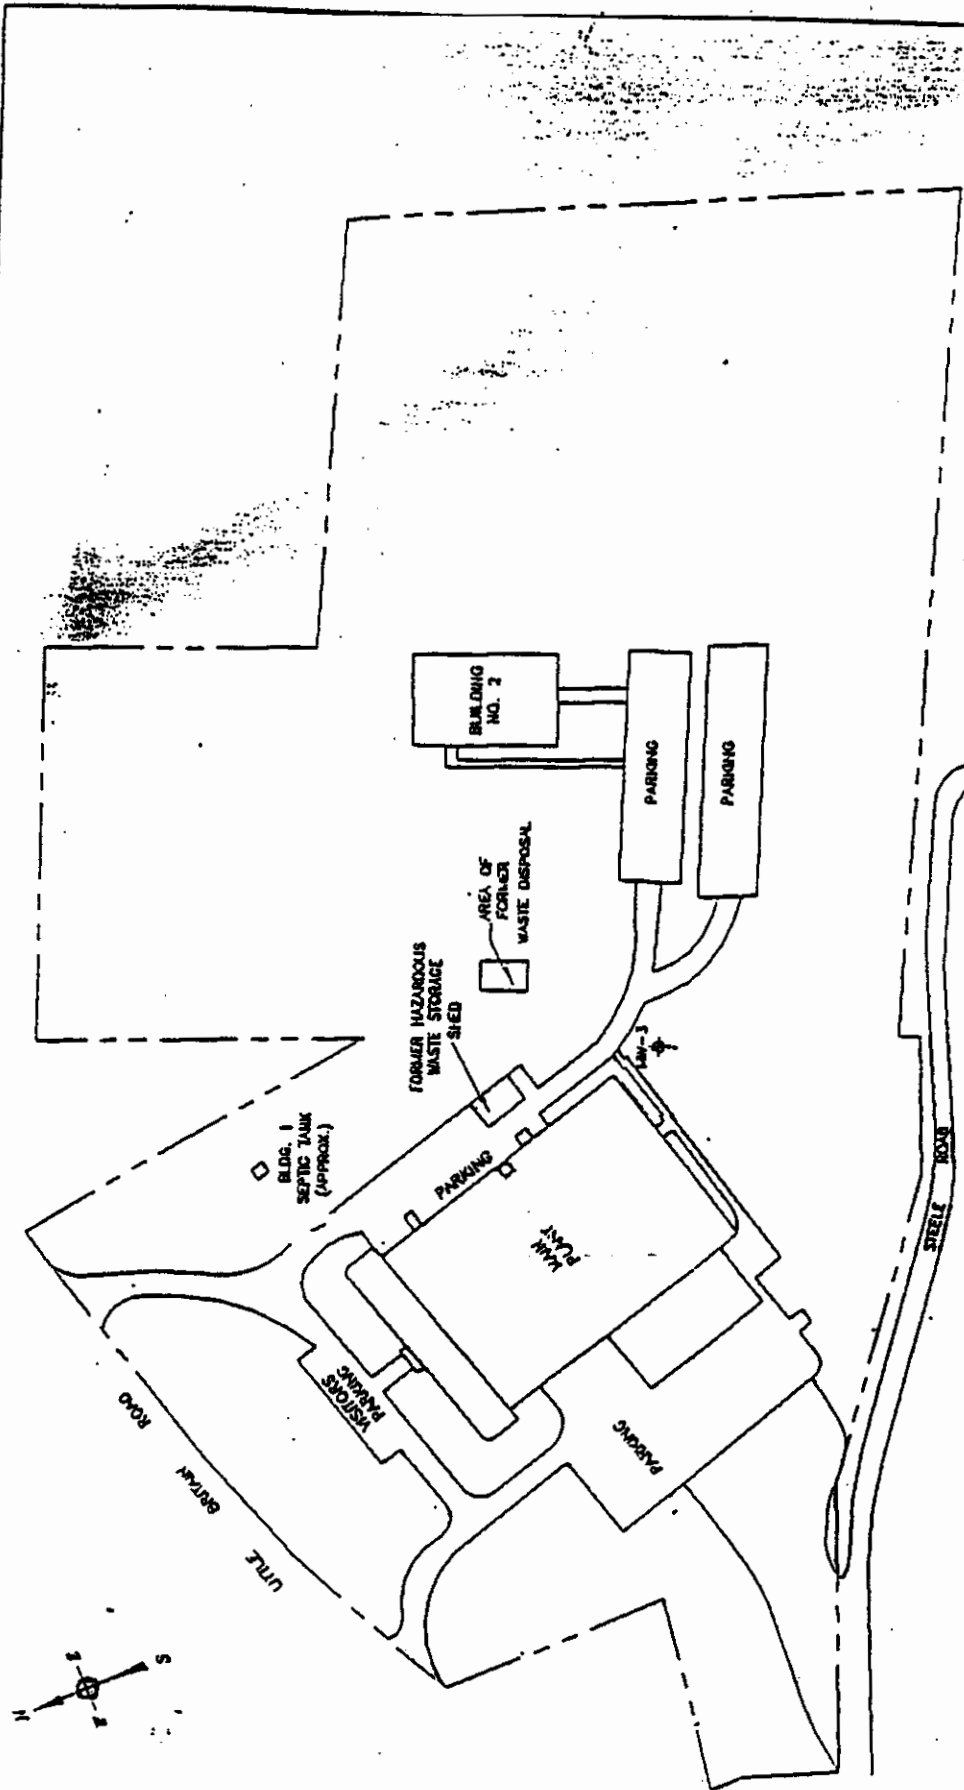 BUILDING
NO. 2
PARKING
PARKING
AREA OF
FORMER
WASTE DISPOSAL
FORMER HAZARDOUS
WASTE STORAGE
SHED
MW-3
BLDG. 1
SEPTIC TANK
(APPROX.)
PARKING
PLANT
VISITORS
PARKING
PARKING
LITTLE BRITAIN ROAD
STEELE ROAD
N
S